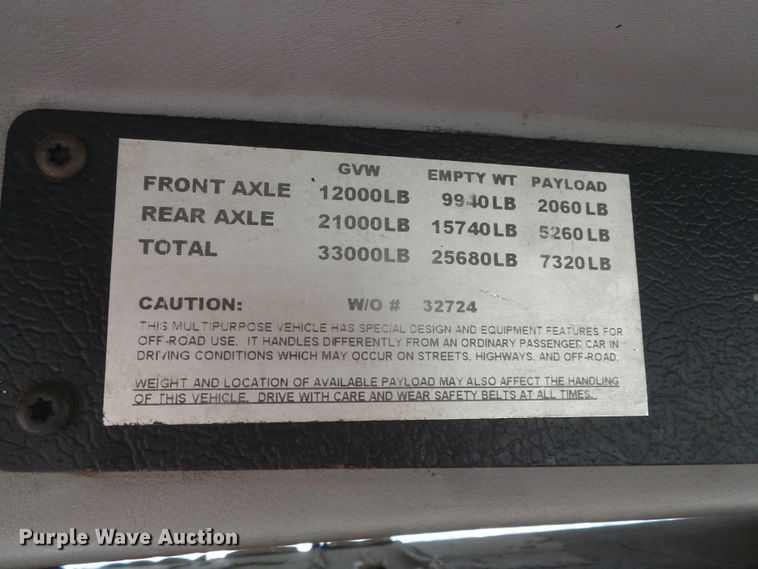 GVW EMPTY WT PAYLOAD
FRONT AXLE 12000LB 9940LB 2060LB
REAR AXLE 21000LB 15740LB 5260LB
TOTAL 33000LB 25680LB 7320LB
CAUTION: W/O # 32724
THIS MULTIPURPOSE VEHICLE HAS SPECIAL DESIGN AND EQUIPMENT FEATURES FOR
OFF-ROAD USE. IT HANDLES DIFFERENTLY FROM AN ORDINARY PASSENGER CAR IN
DRIVING CONDITIONS WHICH MAY OCCUR ON STREETS, HIGHWAYS, AND OFF-ROAD.
WEIGHT AND LOCATION OF AVAILABLE PAYLOAD MAY ALSO AFFECT THE HANDLING
OF THIS VEHICLE. DRIVE WITH CARE AND WEAR SAFETY BELTS AT ALL TIMES.
Purple Wave Auction®